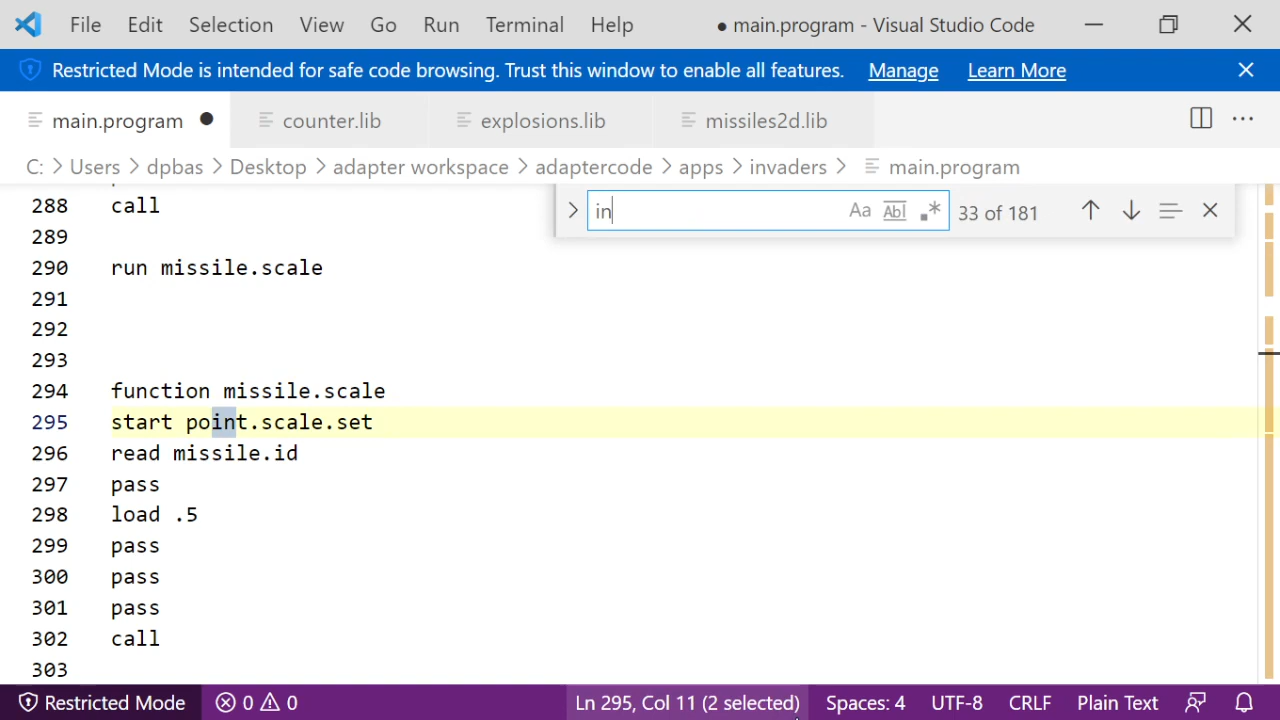 File Edit Selection View Go Run Terminal Help ● main.program - Visual Studio Code
Restricted Mode is intended for safe code browsing. Trust this window to enable all features. Manage Learn More
main.program counter.lib explosions.lib missiles2d.lib
C: > Users > dpbas > Desktop > adapter workspace > adaptercode > apps > invaders > main.program
in Aa Abl .* 33 of 181
288 call
289
290 run missile.scale
291
292
293
294 function missile.scale
295 start point.scale.set
296 read missile.id
297 pass
298 load .5
299 pass
300 pass
301 pass
302 call
303
Restricted Mode 0 0 Ln 295, Col 11 (2 selected) Spaces: 4 UTF-8 CRLF Plain Text